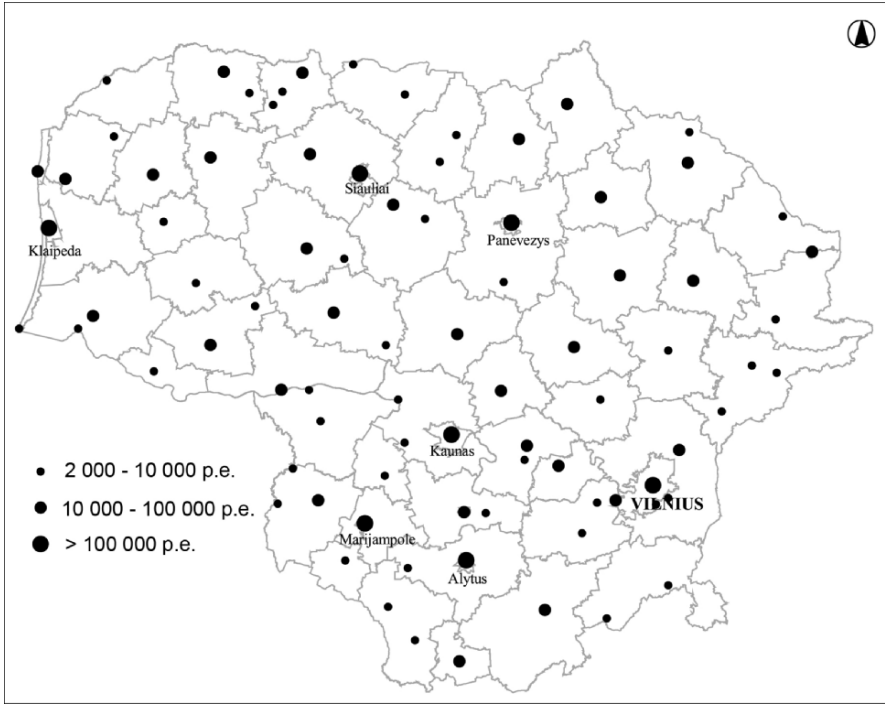 Siauliai
Panevezys
Klaipeda
2 000 - 10 000 p.e.
Kaunas
10 000 - 100 000 p.e.
VILNIUS
> 100 000 p.e.
Marijampole
Alytus